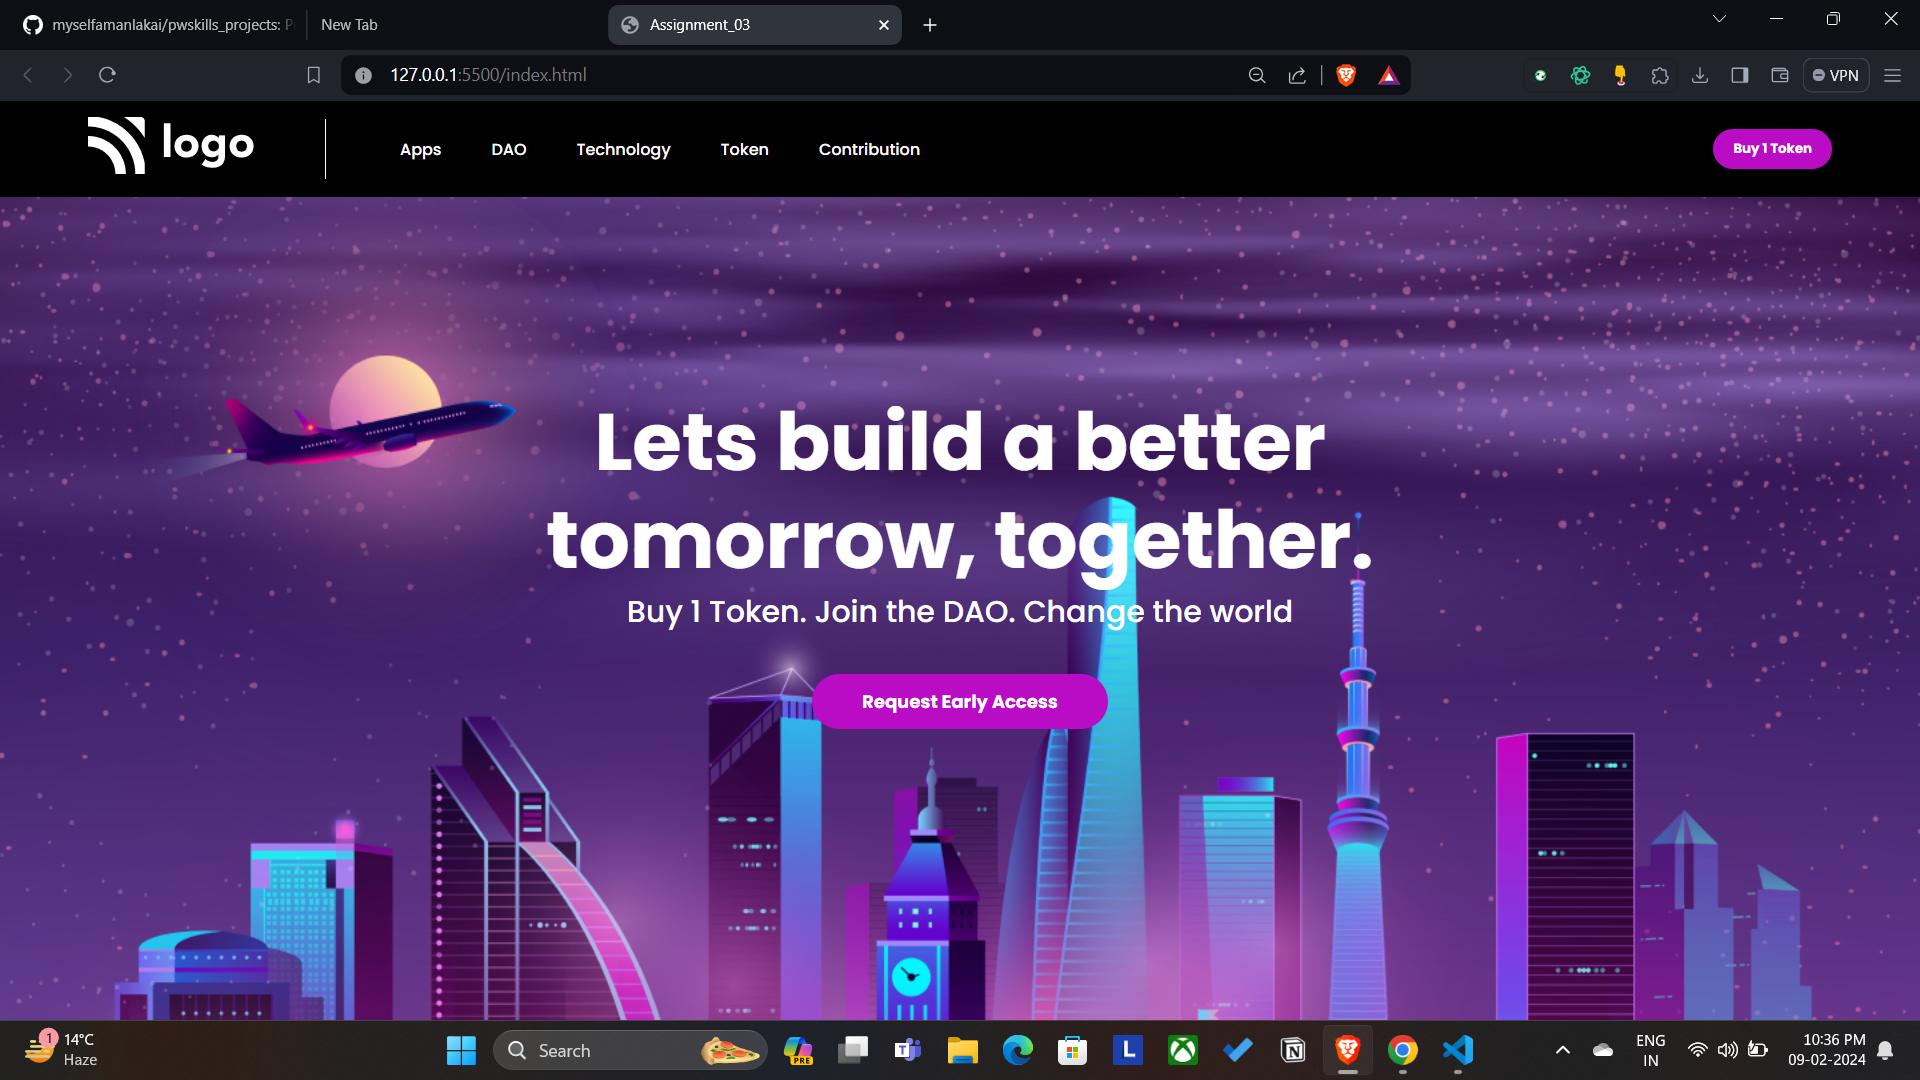 myselfamanlakai/pwskills_projects: P
New Tab
Assignment_03
127.0.0.1:5500/index.html
VPN
logo
Apps
DAO
Technology
Token
Contribution
Buy 1 Token
Lets build a better
tomorrow, together.
Buy 1 Token. Join the DAO. Change the world
Request Early Access
1
14°C
Haze
Search
PRE
T
L
N
ENG
IN
10:36 PM
09-02-2024